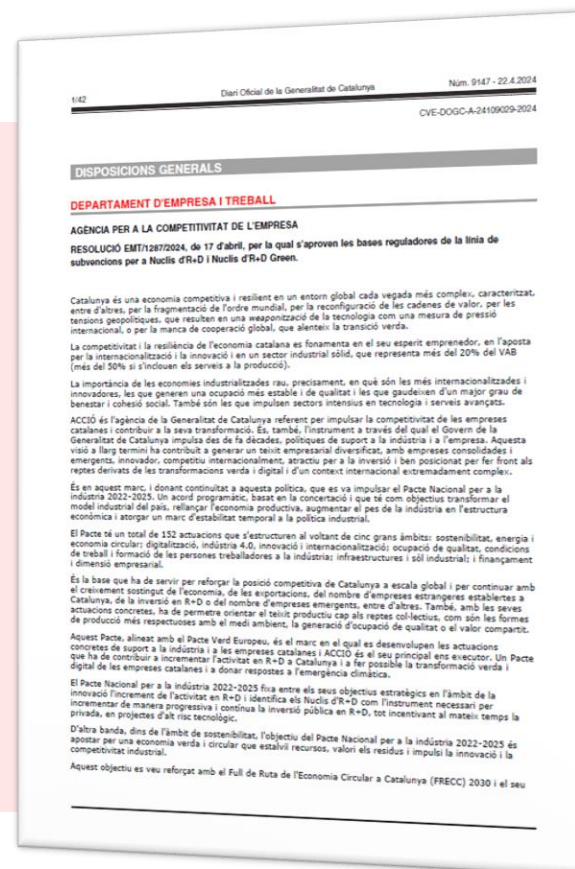 1/42
Diari Oficial de la Generalitat de Catalunya
Núm. 9147 - 22.4.2024
CVE-DOGC-A-24109029-2024
DISPOSICIONS GENERALS
DEPARTAMENT D'EMPRESA I TREBALL
AGÈNCIA PER A LA COMPETITIVITAT DE L'EMPRESA
RESOLUCIÓ EMT/1287/2024, de 17 d'abril, per la qual s'aproven les bases reguladores de la línia de
subvencions per a Nuclis d'R+D i Nuclis d'R+D Green.
Catalunya és una economia competitiva i resilient en un entorn global cada vegada més complex, caracteritzat,
entre d'altres, per la fragmentació de l'ordre mundial, per la reconfiguració de les cadenes de valor, per les
tensions geopolítiques, que resulten en una weaponització de la tecnologia com una mesura de pressió
internacional, o per la manca de cooperació global, que alenteix la transició verda.
La competitivitat i la resiliència de l'economia catalana es fonamenta en el seu esperit emprenedor, en l'aposta
per la internacionalització i la innovació i en un sector industrial sòlid, que representa més del 20% del VAB
(més del 50% si s'inclouen els serveis a la producció).
La importància de les economies industrialitzades rau, precisament, en què són les més internacionalitzades i
innovadores, les que generen una ocupació més estable i de qualitat i les que gaudeixen d'un major grau de
benestar i cohesió social. També són les que impulsen sectors intensius en tecnologia i serveis avançats.
ACCIÓ és l'agència de la Generalitat de Catalunya referent per impulsar la competitivitat de les empreses
catalanes i contribuir a la seva transformació. És, també, l'instrument a través del qual el Govern de la
Generalitat de Catalunya impulsa des de fa dècades, polítiques de suport a la indústria i a l'empresa. Aquesta
visió a llarg termini ha contribuït a generar un teixit empresarial diversificat, amb empreses consolidades i
emergents, innovador, competitiu internacionalment, atractiu per a la inversió i ben posicionat per fer front als
reptes derivats de les transformacions verda i digital i d'un context internacional extremadament complex.
És en aquest marc, i donant continuïtat a aquesta política, que es va impulsar el Pacte Nacional per a la
indústria 2022-2025. Un acord programàtic, basat en la concertació i que té com objectius transformar el
model industrial del país, rellançar l'economia productiva, augmentar el pes de la indústria en l'estructura
econòmica i atorgar un marc d'estabilitat temporal a la política industrial.
El Pacte té un total de 152 actuacions que s'estructuren al voltant de cinc grans àmbits: sostenibilitat, energia i
economia circular; digitalització, indústria 4.0, innovació i internacionalització; ocupació de qualitat, condicions
de treball i formació de les persones treballadores a la indústria; infraestructures i sòl industrial; i finançament
i dimensió empresarial.
És la base que ha de servir per reforçar la posició competitiva de Catalunya a escala global i per continuar amb
el creixement sostingut de l'economia, de les exportacions, del nombre d'empreses estrangeres establertes a
Catalunya, de la inversió en R+D o del nombre d'empreses emergents, entre d'altres. També, amb les seves
actuacions concretes, ha de permetre orientar el teixit productiu cap als reptes col·lectius, com són les formes
de producció més respectuoses amb el medi ambient, la generació d'ocupació de qualitat o el valor compartit.
Aquest Pacte, alineat amb el Pacte Verd Europeu, és el marc en el qual es desenvolupen les actuacions
concretes de suport a la indústria i a les empreses catalanes i ACCIÓ és el seu principal ens executor. Un Pacte
que ha de contribuir a incrementar l'activitat en R+D a Catalunya i a fer possible la transformació verda i
digital de les empreses catalanes i a donar respostes a l'emergència climàtica.
El Pacte Nacional per a la indústria 2022-2025 fixa entre els seus objectius estratègics en l'àmbit de la
innovació l'increment de l'activitat en R+D i identifica els Nuclis d'R+D com l'instrument necessari per
incrementar de manera progressiva i contínua la inversió pública en R+D, tot incentivant al mateix temps la
privada, en projectes d'alt risc tecnològic.
D'altra banda, dins de l'àmbit de sostenibilitat, l'objectiu del Pacte Nacional per a la indústria 2022-2025 és
apostar per una economia verda i circular que estalviï recursos, valori els residus i impulsi la innovació i la
competitivitat industrial.
Aquest objectiu es veu reforçat amb el Full de Ruta de l'Economia Circular a Catalunya (FRECC) 2030 i el seu